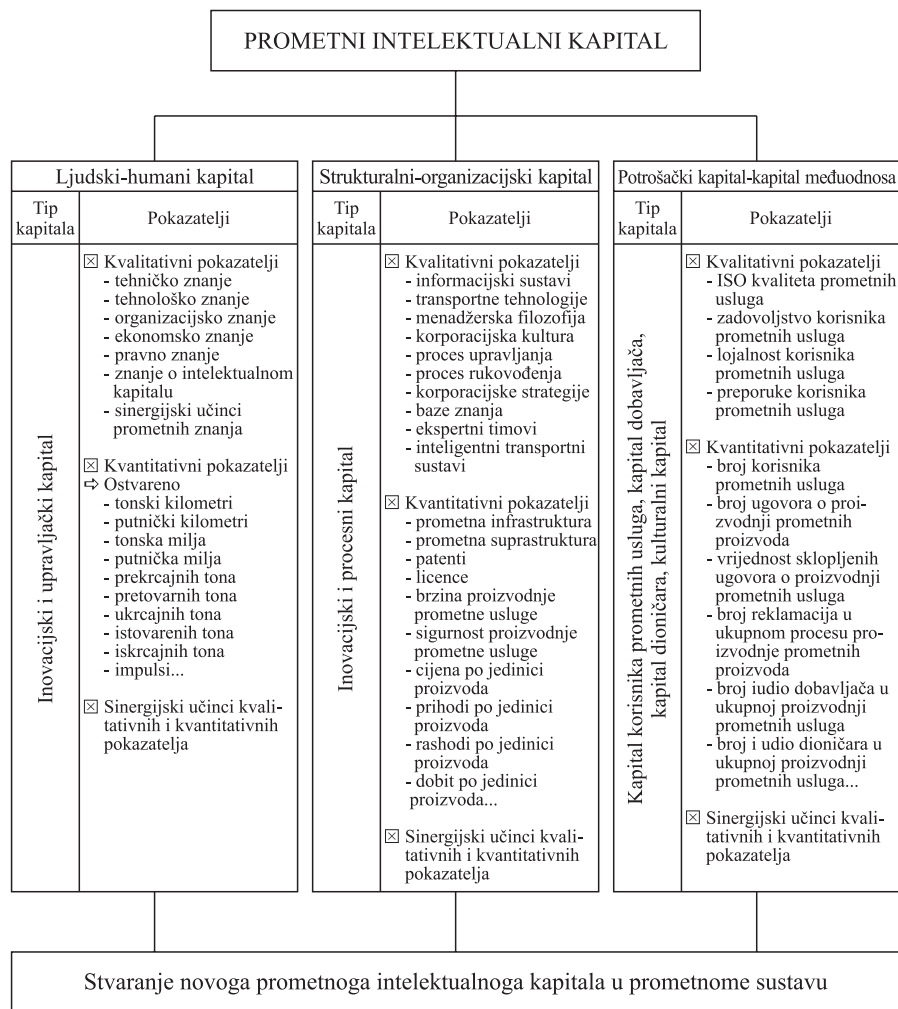 PROMETNI INTELEKTUALNI KAPITAL
Ljudski-humani kapital
Tip
kapitala
Pokazatelji
Inovacijski i upravljački kapital
☒ Kvalitativni pokazatelji
- tehničko znanje
- tehnološko znanje
- organizacijsko znanje
- ekonomsko znanje
- pravno znanje
- znanje o intelektualnom
kapitalu
- sinergijski učinci
prometnih znanja
☒ Kvantitativni pokazatelji
⇨ Ostvareno
- tonski kilometri
- putnički kilometri
- tonska milja
- putnička milja
- prekrcajnih tona
- pretovarnih tona
- ukrcajnih tona
- istovarenih tona
- iskrcajnih tona
- impulsi...
☒ Sinergijski učinci kvali-
tativnih i kvantitativnih
pokazatelja
Strukturalni-organizacijski kapital
Tip
kapitala
Pokazatelji
Inovacijski i procesni kapital
☒ Kvalitativni pokazatelji
- informacijski sustavi
- transportne tehnologije
- menadžerska filozofija
- korporacijska kultura
- proces upravljanja
- proces rukovođenja
- korporacijske strategije
- baze znanja
- ekspertni timovi
- inteligentni transportni
sustavi
☒ Kvantitativni pokazatelji
- prometna infrastruktura
- prometna suprastruktura
- patenti
- licence
- brzina proizvodnje
prometne usluge
- sigurnost proizvodnje
prometne usluge
- cijena po jedinici
proizvoda
- prihodi po jedinici
proizvoda
- rashodi po jedinici
proizvoda
- dobit po jedinici
proizvoda...
☒ Sinergijski učinci kvali-
tativnih i kvantitativnih
pokazatelja
Potrošački kapital-kapital međuodnosa
Tip
kapitala
Pokazatelji
Kapital korisnika prometnih usluga, kapital dobavljača,
kapital dioničara, kulturalni kapital
☒ Kvalitativni pokazatelji
- ISO kvaliteta prometnih
usluga
- zadovoljstvo korisnika
prometnih usluga
- lojalnost korisnika
prometnih usluga
- preporuke korisnika
prometnih usluga
☒ Kvantitativni pokazatelji
- broj korisnika
prometnih usluga
- broj ugovora o proi-
zvodnji prometnih
proizvoda
- vrijednost sklopljenih
ugovora o proizvodnji
prometnih usluga
- broj reklamacija u
ukupnom procesu pro-
izvodnje prometnih
proizvoda
- broj iudio dobavljača u
ukupnoj proizvodnji
prometnih usluga
- broj i udio dioničara u
ukupnoj proizvodnji
prometnih usluga...
☒ Sinergijski učinci kvali-
tativnih i kvantitativnih
pokazatelja
Stvaranje novoga prometnoga intelektualnoga kapitala u prometnome sustavu